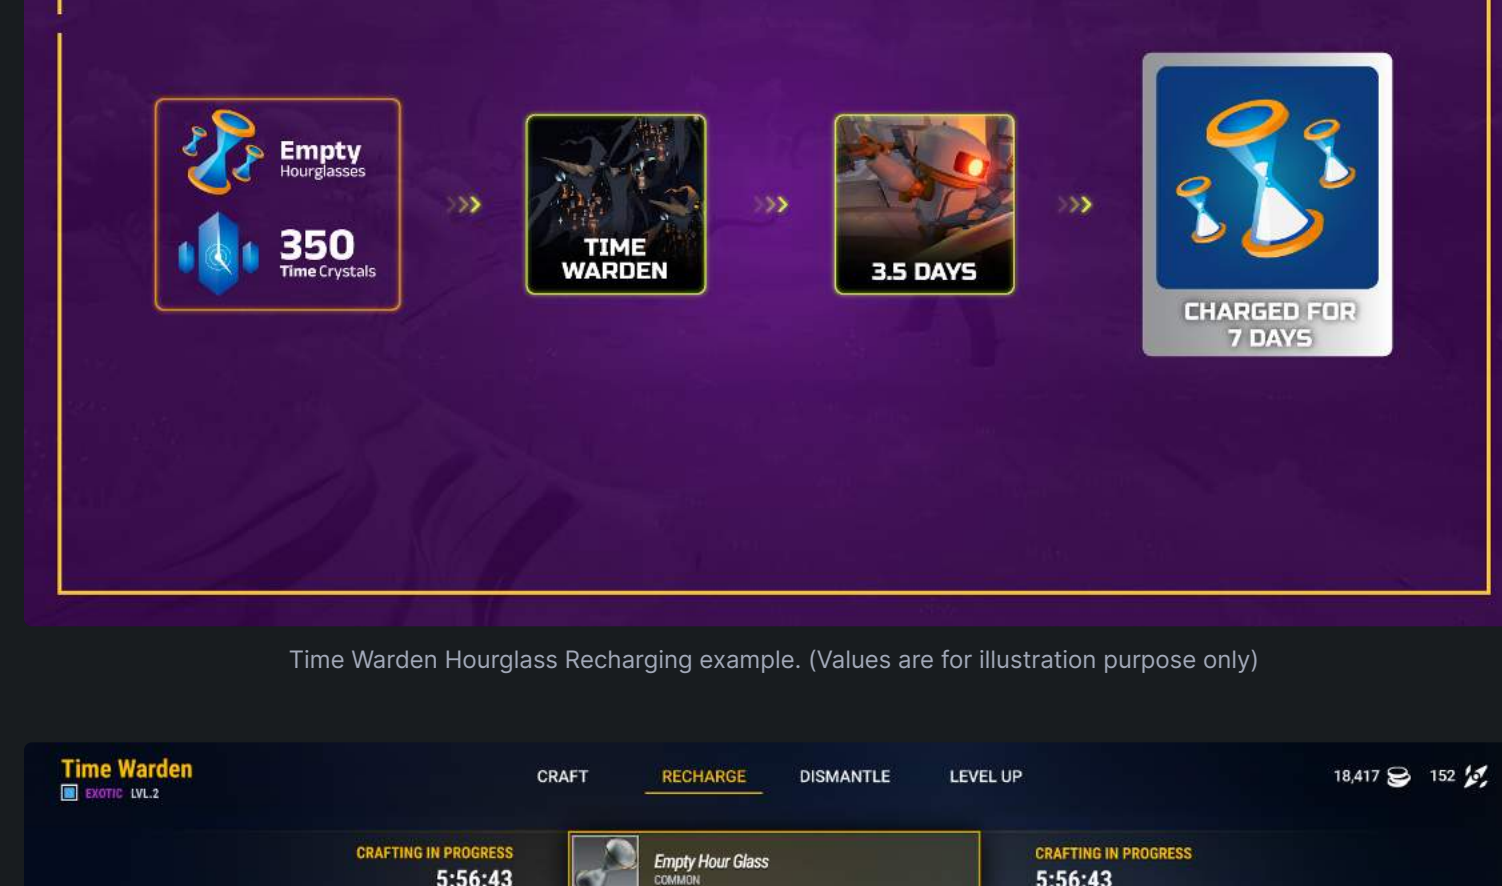 Empty
Hourglasses
350
Time Crystals
TIME
WARDEN
3.5 DAYS
CHARGED FOR
7 DAYS
Time Warden Hourglass Recharging example. (Values are for illustration purpose only)
Time Warden
EXOTIC LVL.2
CRAFT
RECHARGE
DISMANTLE
LEVEL UP
18,417
152
CRAFTING IN PROGRESS
5:56:43
Empty Hour Glass
COMMON
CRAFTING IN PROGRESS
5:56:43